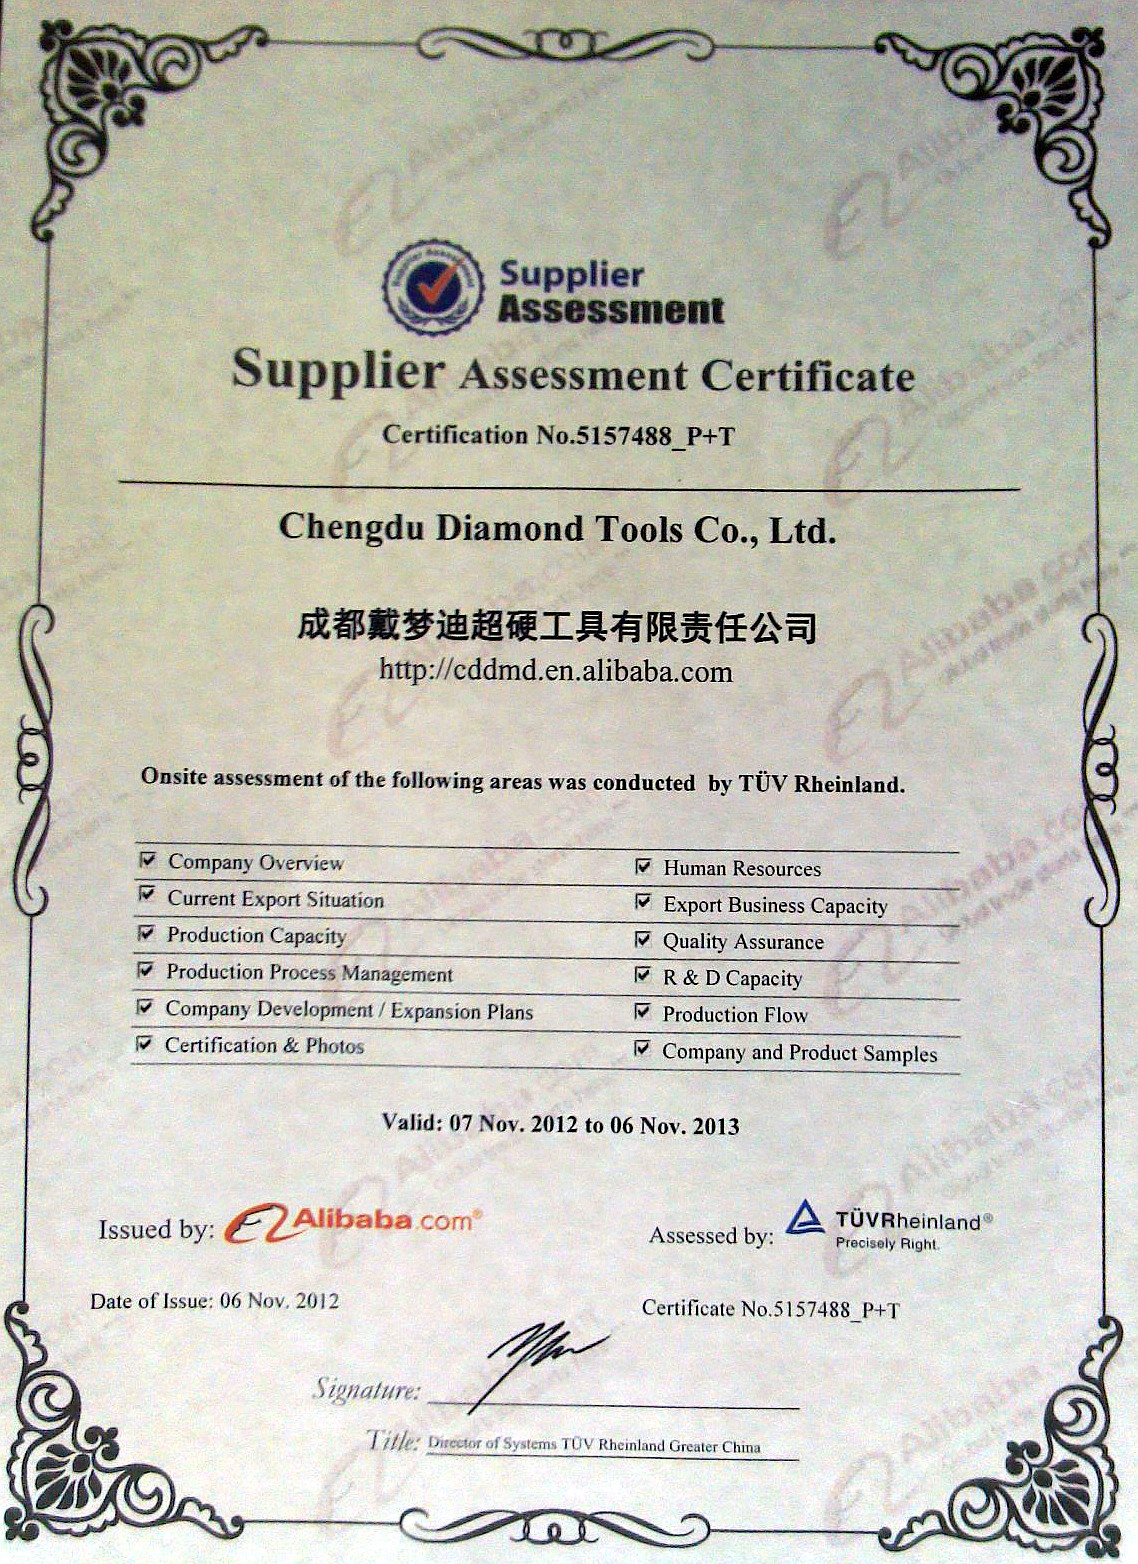 Supplier Assessment
Supplier
Assessment
Supplier Assessment Certificate
Certification No.5157488_P+T
Chengdu Diamond Tools Co., Ltd.
成都戴梦迪超硬工具有限责任公司
http://cddmd.en.alibaba.com
Onsite assessment of the following areas was conducted by TÜV Rheinland.
Company Overview
Human Resources
Current Export Situation
Export Business Capacity
Production Capacity
Quality Assurance
Production Process Management
R & D Capacity
Company Development / Expansion Plans
Production Flow
Certification & Photos
Company and Product Samples
Valid: 07 Nov. 2012 to 06 Nov. 2013
Issued by: Alibaba.com®
Assessed by: TÜVRheinland®
Precisely Right.
Date of Issue: 06 Nov. 2012
Certificate No.5157488_P+T
Signature:
Title: Director of Systems TÜV Rheinland Greater China